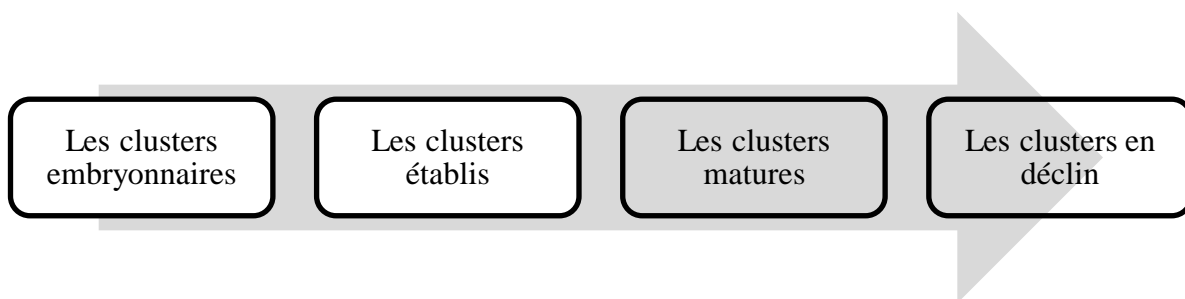 Les clusters
embryonnaires
Les clusters
établis
Les clusters
matures
Les clusters en
déclin